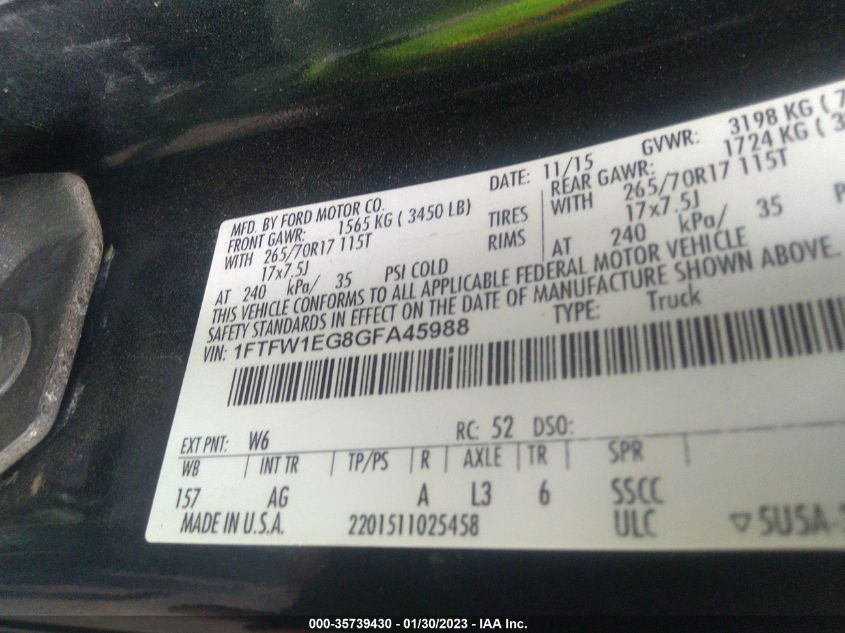 MFD. BY FORD MOTOR CO.
DATE: 11/15
GVWR: 3198 KG ( 7
FRONT GAWR: 1565 KG ( 3450 LB)
REAR GAWR: 1724 KG ( 3
WITH 265/70R17 115T
TIRES
WITH 265/70R17 115T
17x7.5J
RIMS
17x7.5J
AT 240 kPa/ 35 PSI COLD
AT 240 kPa/ 35 P
THIS VEHICLE CONFORMS TO ALL APPLICABLE FEDERAL MOTOR VEHICLE
SAFETY STANDARDS IN EFFECT ON THE DATE OF MANUFACTURE SHOWN ABOVE.
VIN: 1FTFW1EG8GFA45988
TYPE: Truck
EXT PNT: W6 RC: 52 DSO:
WB INT TR TP/PS R AXLE TR SPR
157 AG A L3 6 SSCC
MADE IN U.S.A. 2201511025458 ULC ▽5U5A-
000-35739430 - 01/30/2023 - IAA Inc.